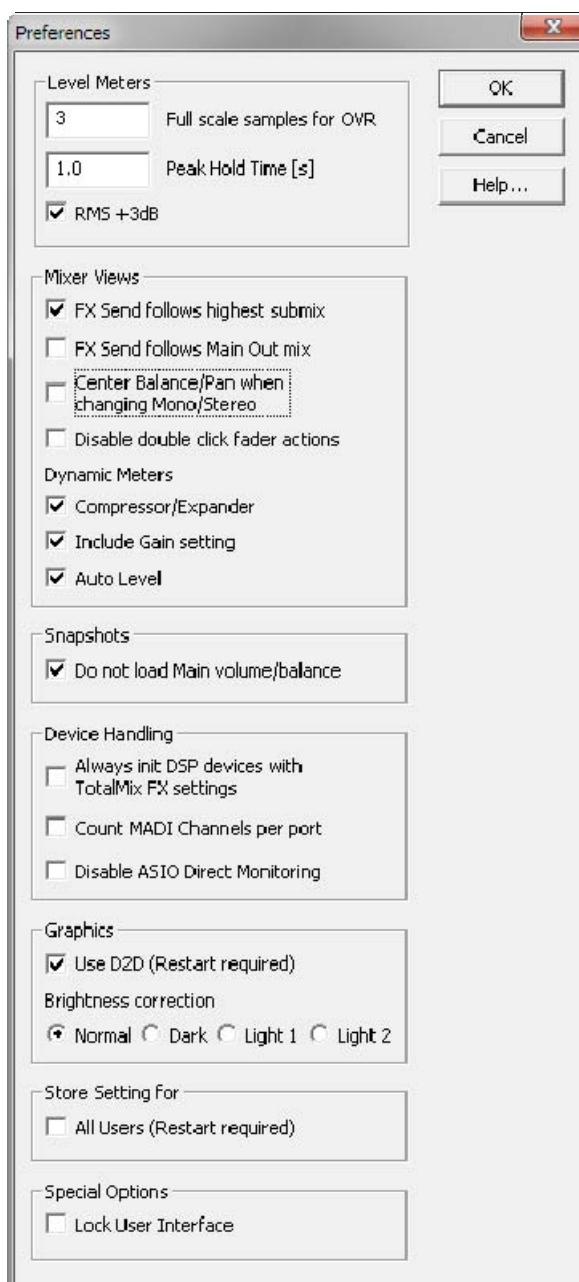 Preferences
Level Meters
3 Full scale samples for OVR
1.0 Peak Hold Time [s]
RMS +3dB
OK
Cancel
Help...
Mixer Views
FX Send follows highest submix
FX Send follows Main Out mix
Center Balance/Pan when
changing Mono/Stereo
Disable double click fader actions
Dynamic Meters
Compressor/Expander
Include Gain setting
Auto Level
Snapshots
Do not load Main volume/balance
Device Handling
Always init DSP devices with
TotalMix FX settings
Count MADI Channels per port
Disable ASIO Direct Monitoring
Graphics
Use D2D (Restart required)
Brightness correction
Normal Dark Light 1 Light 2
Store Setting for
All Users (Restart required)
Special Options
Lock User Interface